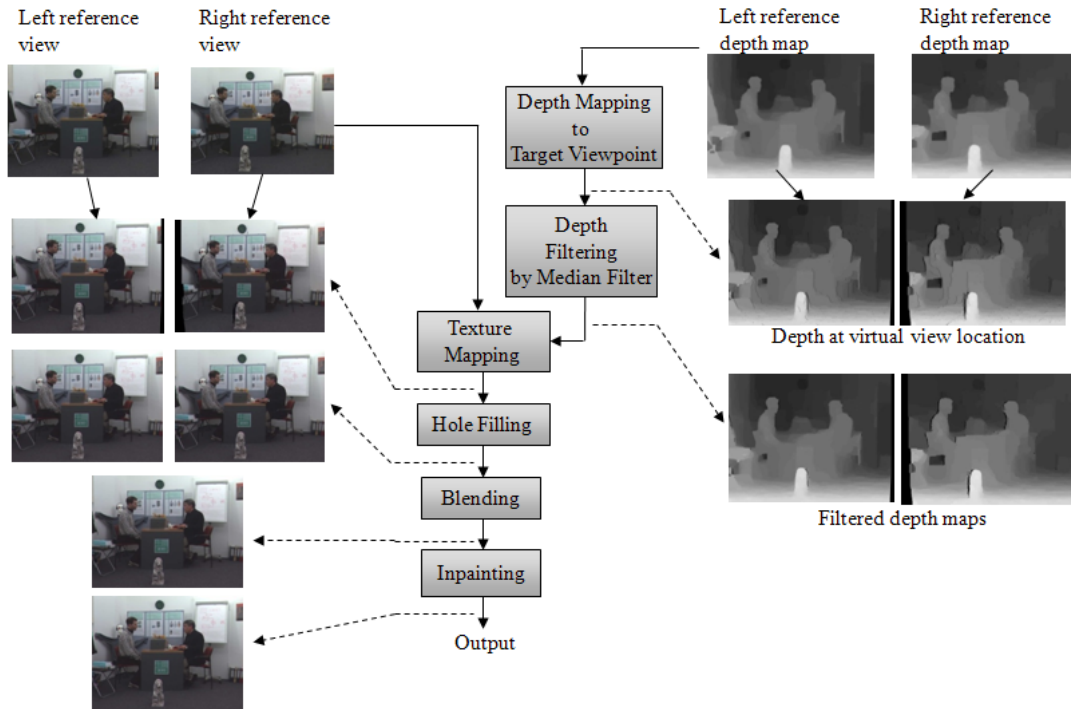 Left reference
view
Right reference
view
Left reference
depth map
Right reference
depth map
Depth Mapping
to
Target Viewpoint
Depth
Filtering
by Median Filter
Texture
Mapping
Depth at virtual view location
Hole Filling
Blending
Filtered depth maps
Inpainting
Output